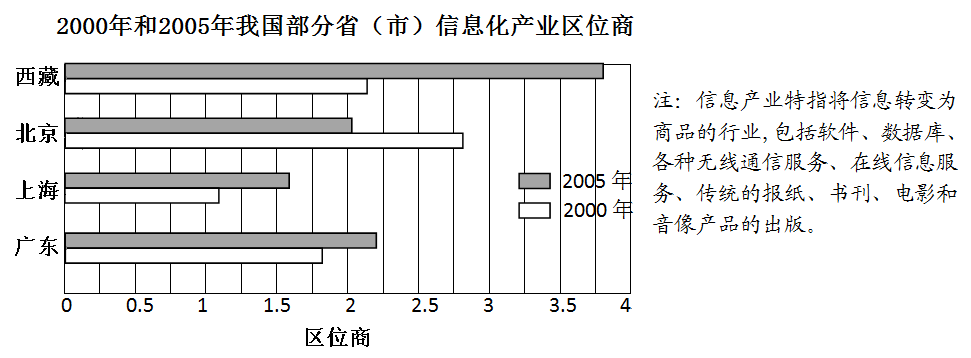 2000年和2005年我国部分省（市）信息化产业区位商
西藏
北京
上海
广东
2005 年
2000 年
0 0.5 1 1.5 2 2.5 3 3.5 4
区位商
注：信息产业特指将信息转变为
商品的行业,包括软件、数据库、
各种无线通信服务、在线信息服
务、传统的报纸、书刊、电影和
音像产品的出版。